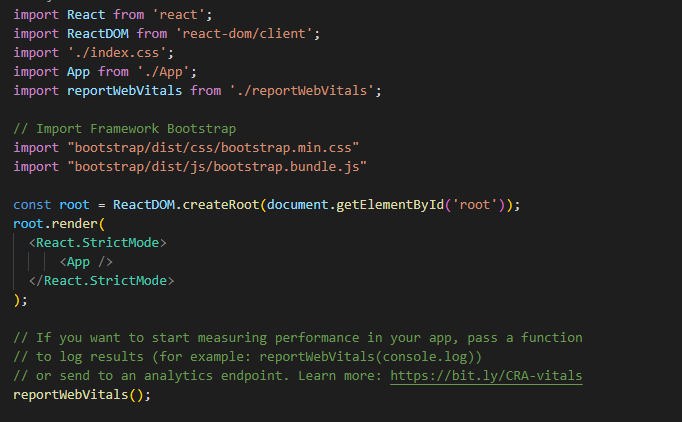 import React from 'react';
import ReactDOM from 'react-dom/client';
import './index.css';
import App from './App';
import reportWebVitals from './reportWebVitals';

// Import Framework Bootstrap
import "bootstrap/dist/css/bootstrap.min.css"
import "bootstrap/dist/js/bootstrap.bundle.js"

const root = ReactDOM.createRoot(document.getElementById('root'));
root.render(
  <React.StrictMode>
      <App />
  </React.StrictMode>
);

// If you want to start measuring performance in your app, pass a function
// to log results (for example: reportWebVitals(console.log))
// or send to an analytics endpoint. Learn more: https://bit.ly/CRA-vitals
reportWebVitals();